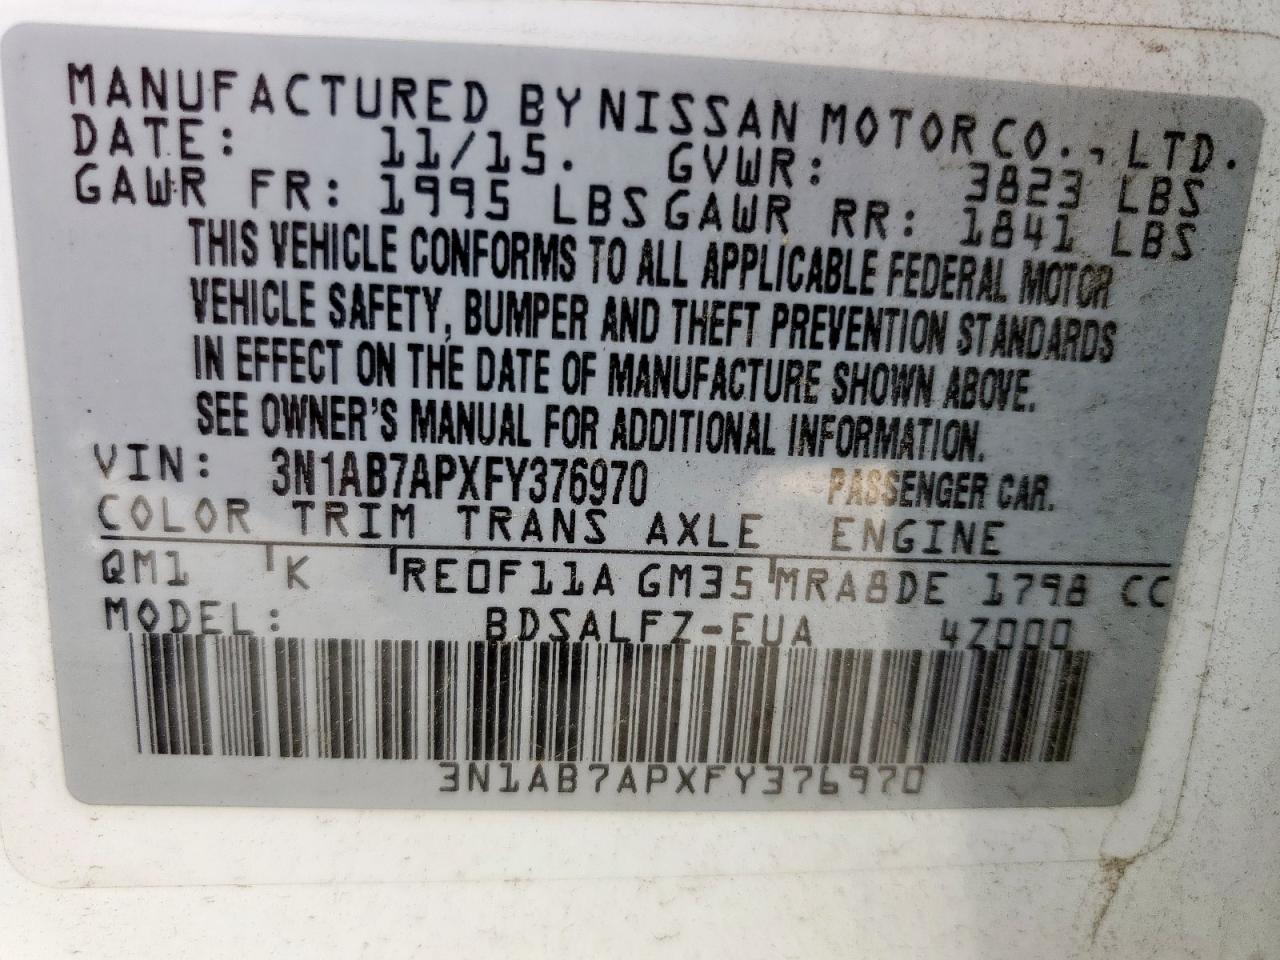 MANUFACTURED BY NISSAN MOTOR CO., LTD.
DATE: 11/15. GVWR: 3823 LBS
GAWR FR: 1995 LBS GAWR RR: 1841 LBS
THIS VEHICLE CONFORMS TO ALL APPLICABLE FEDERAL MOTOR
VEHICLE SAFETY, BUMPER AND THEFT PREVENTION STANDARDS
IN EFFECT ON THE DATE OF MANUFACTURE SHOWN ABOVE.
SEE OWNER'S MANUAL FOR ADDITIONAL INFORMATION.
VIN: 3N1AB7APXFY376970 PASSENGER CAR.
COLOR TRIM TRANS AXLE ENGINE
QM1 K RE0F11A GM35 MRA8DE 1798 CC
MODEL: BDSALFZ-EUA 4Z000
3N1AB7APXFY376970